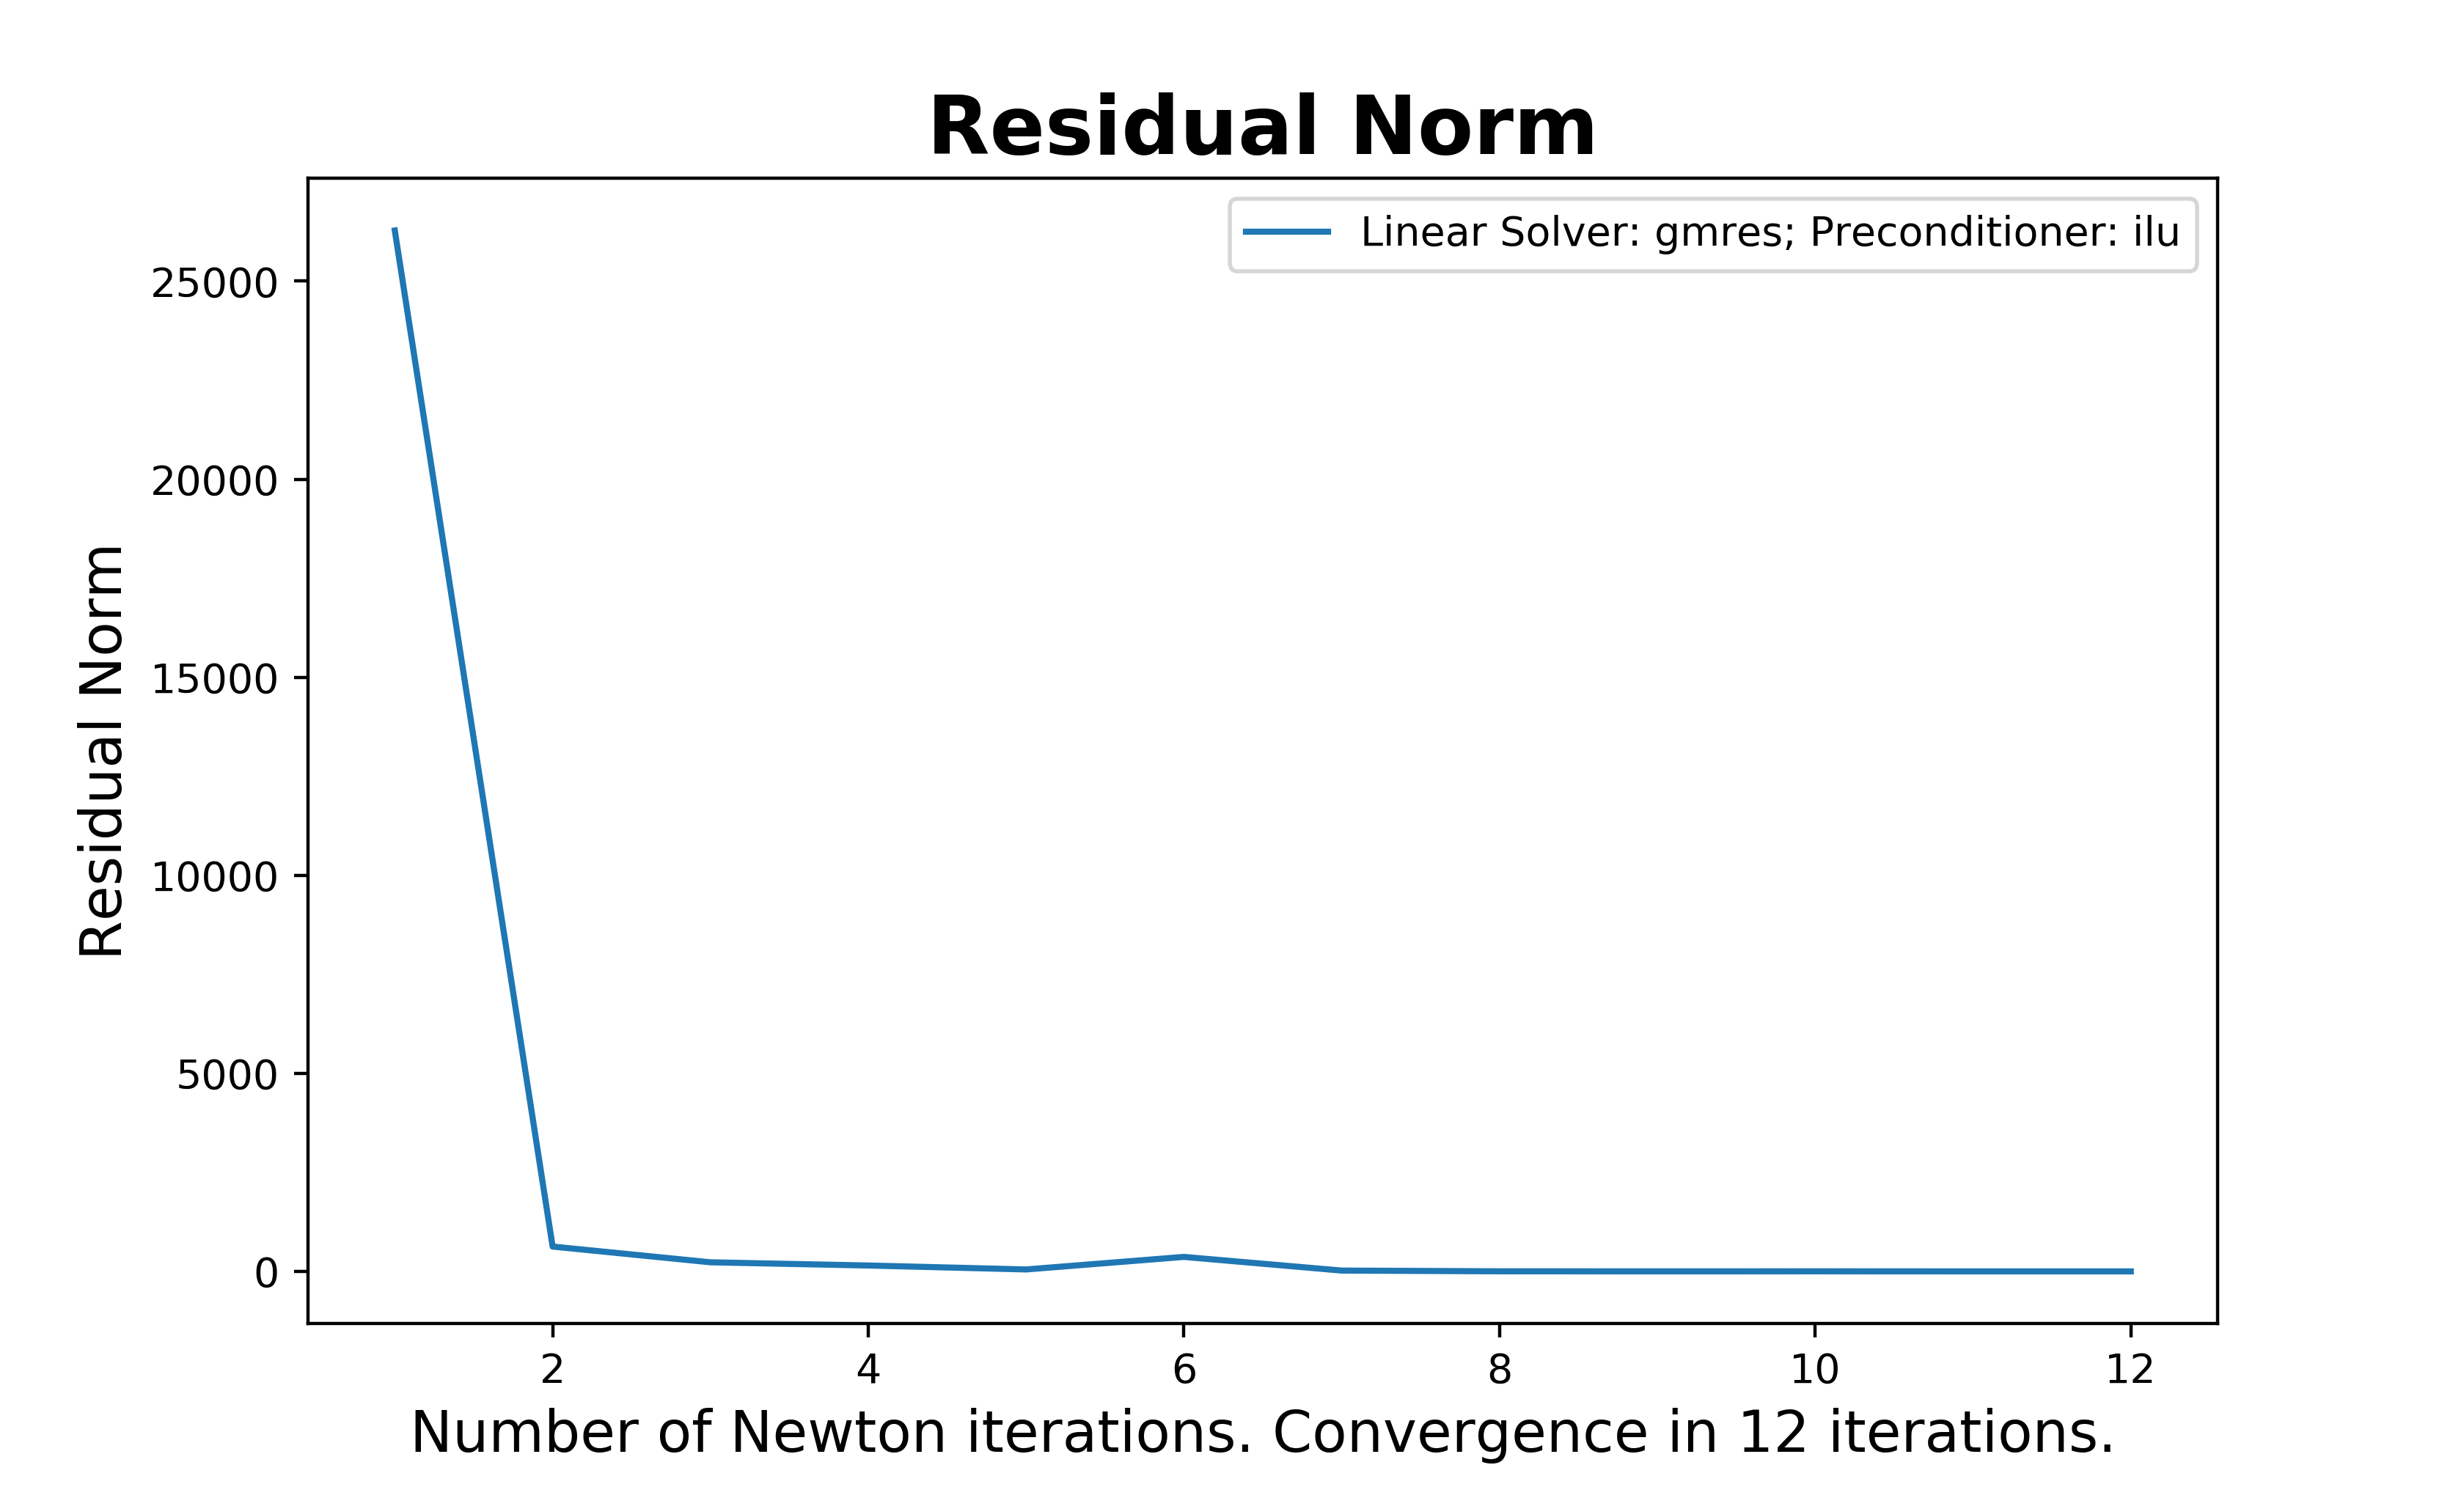 Residual Norm
Linear Solver: gmres; Preconditioner: ilu
Residual Norm
25000
20000
15000
10000
5000
0
2 4 6 8 10 12
Number of Newton iterations. Convergence in 12 iterations.